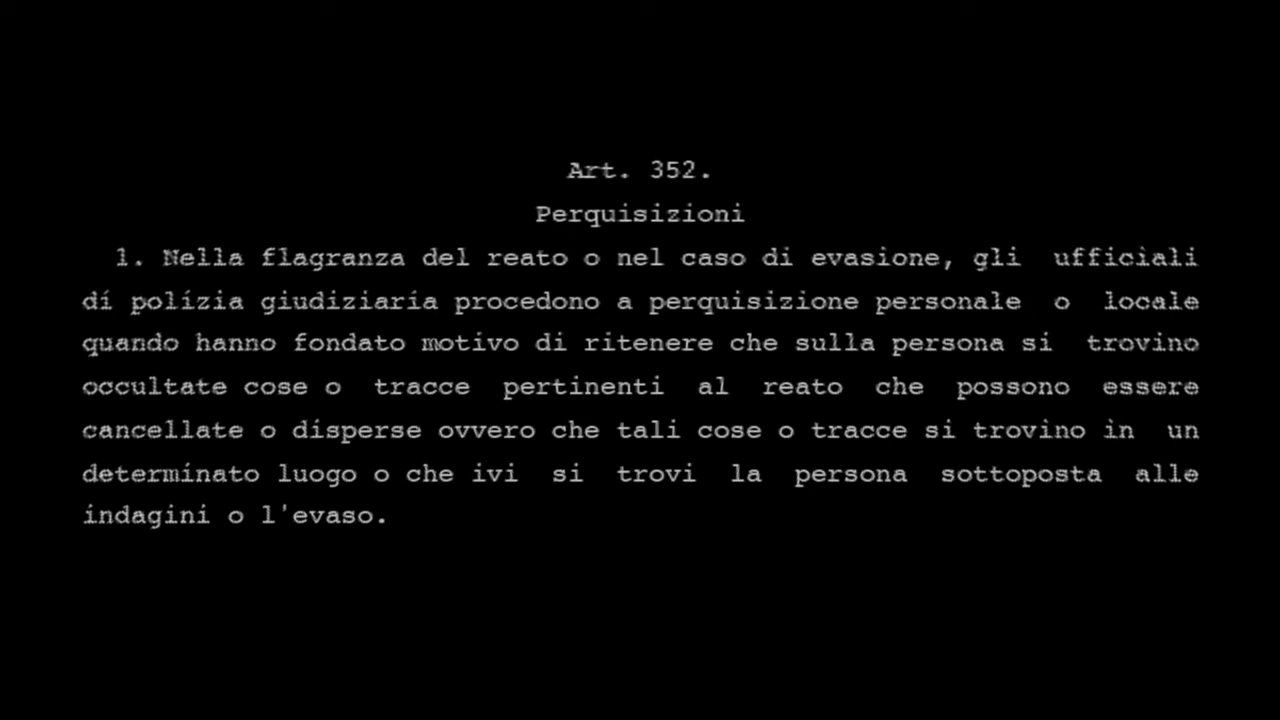 Art. 352.
Perquisizioni
1. Nella flagranza del reato o nel caso di evasione, gli ufficiali
di polizia giudiziaria procedono a perquisizione personale o locale
quando hanno fondato motivo di ritenere che sulla persona si trovino
occultate cose o tracce pertinenti al reato che possono essere
cancellate o disperse ovvero che tali cose o tracce si trovino in un
determinato luogo o che ivi si trovi la persona sottoposta alle
indagini o l'evaso.